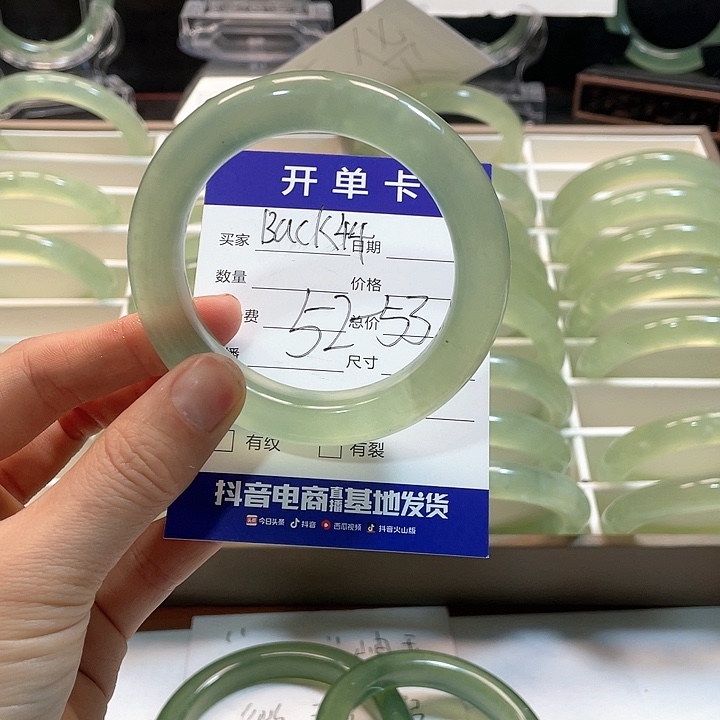 开单卡
买家 Back44 日期
数量 价格
费 52-53 总价
播 尺寸
有纹 有裂
抖音电商直播基地发货
今日头条 抖音 西瓜视频 抖音火山版